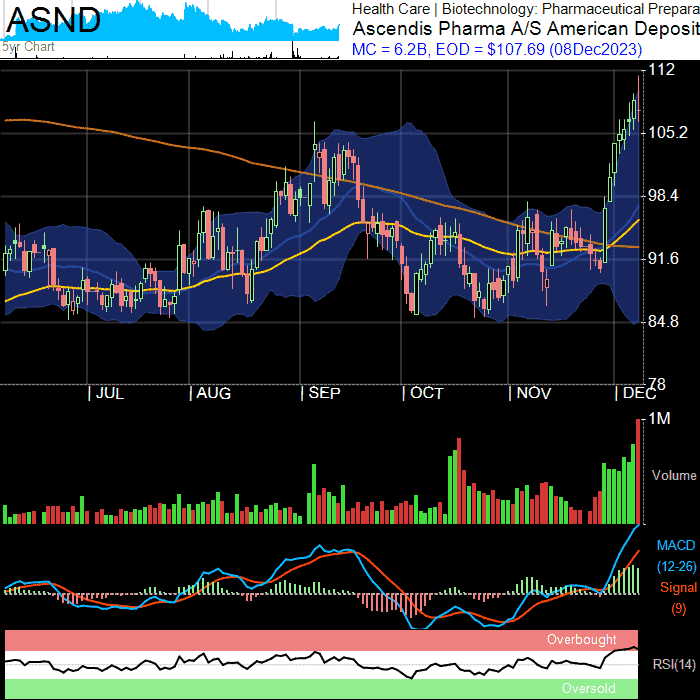 ASND
5yr Chart
Health Care | Biotechnology: Pharmaceutical Prepara
Ascendis Pharma A/S American Deposit
MC = 6.2B, EOD = $107.69 (08Dec2023)
112
105.2
98.4
91.6
84.8
78
JUL
AUG
SEP
OCT
NOV
DEC
1M
Volume
MACD
(12-26)
Signal
(9)
Overbought
RSI(14)
Oversold